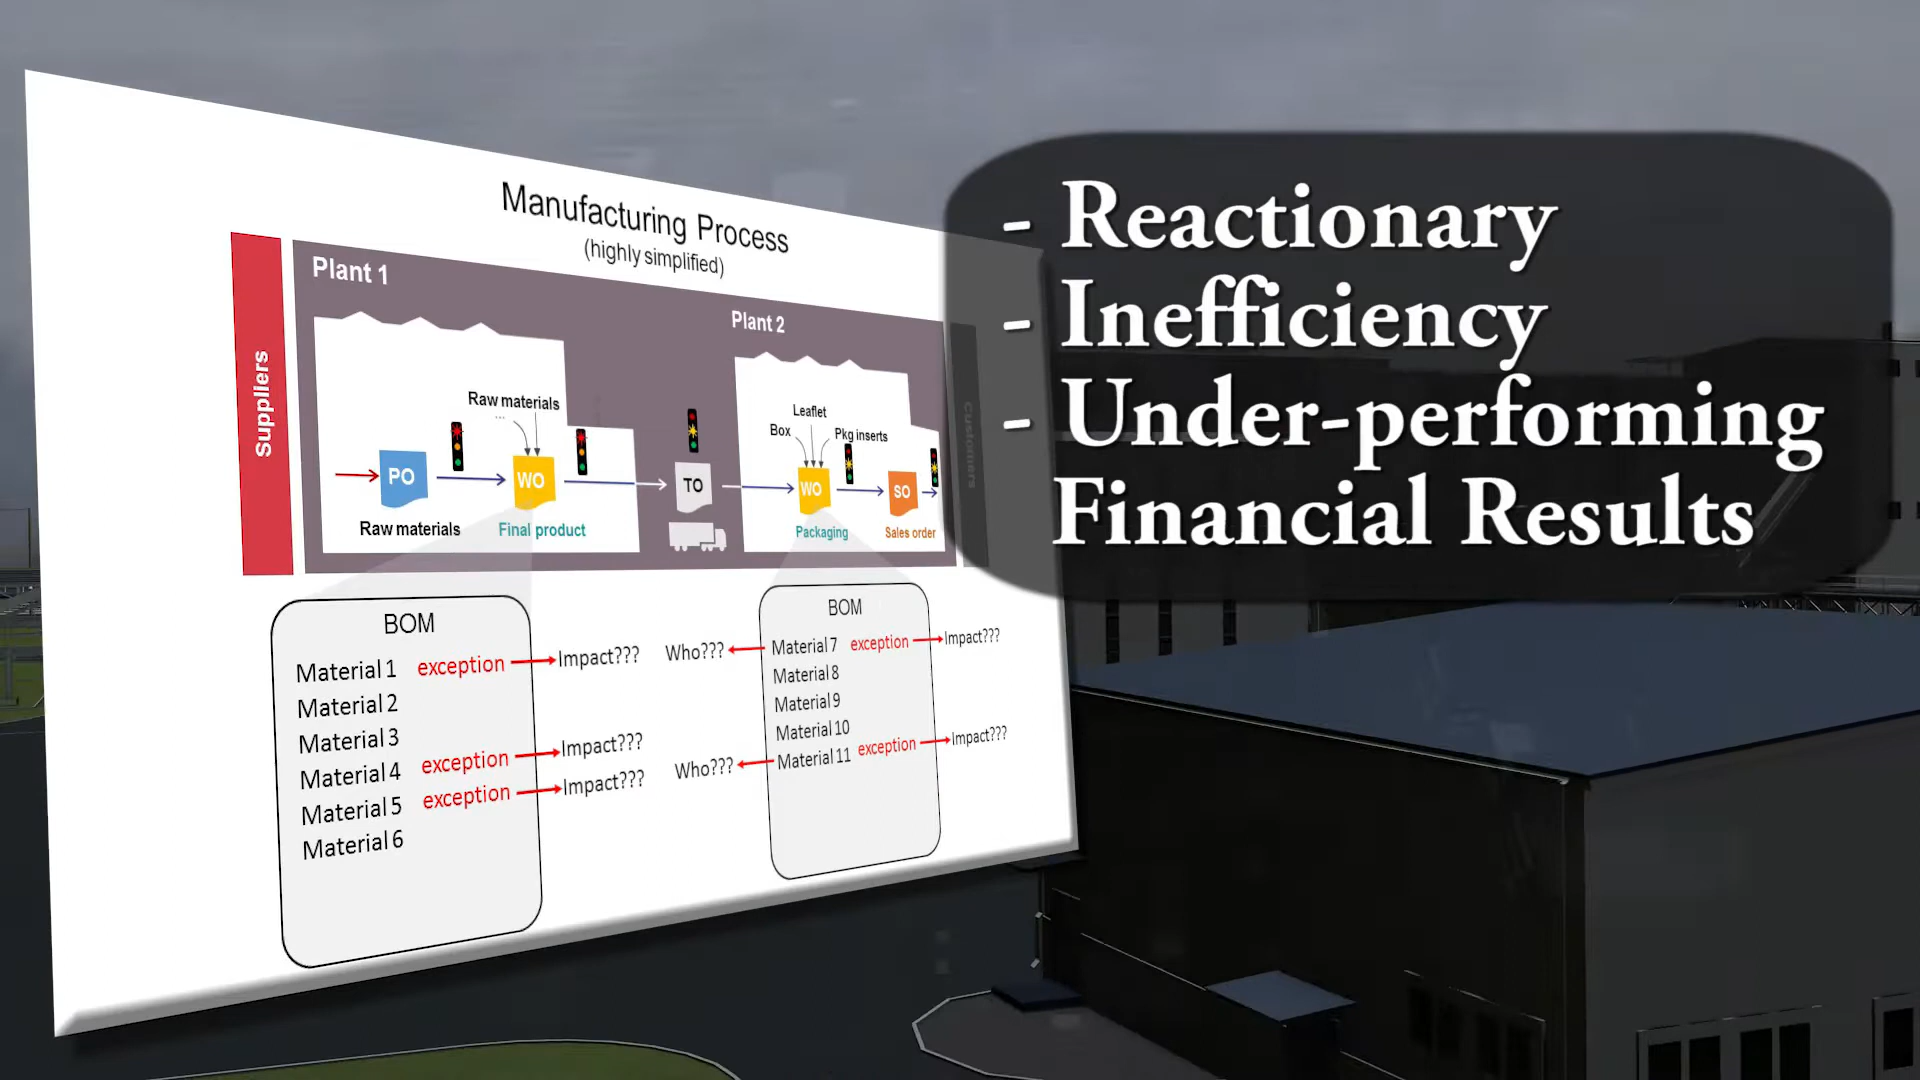 Manufacturing Process
(highly simplified)
Suppliers
Plant 1
Raw materials
...
PO
WO
Raw materials
Final product
TO
Plant 2
Leaflet
Box
Pkg inserts
WO
SO
Packaging
Sales order
Customers
BOM
Material 1 exception Impact???
Material 2
Material 3
Material 4 exception Impact???
Material 5 exception Impact???
Material 6
BOM
Who??? Material 7 exception Impact???
Material 8
Material 9
Material 10
Who??? Material 11 exception Impact???
- Reactionary
- Inefficiency
- Under-performing
Financial Results